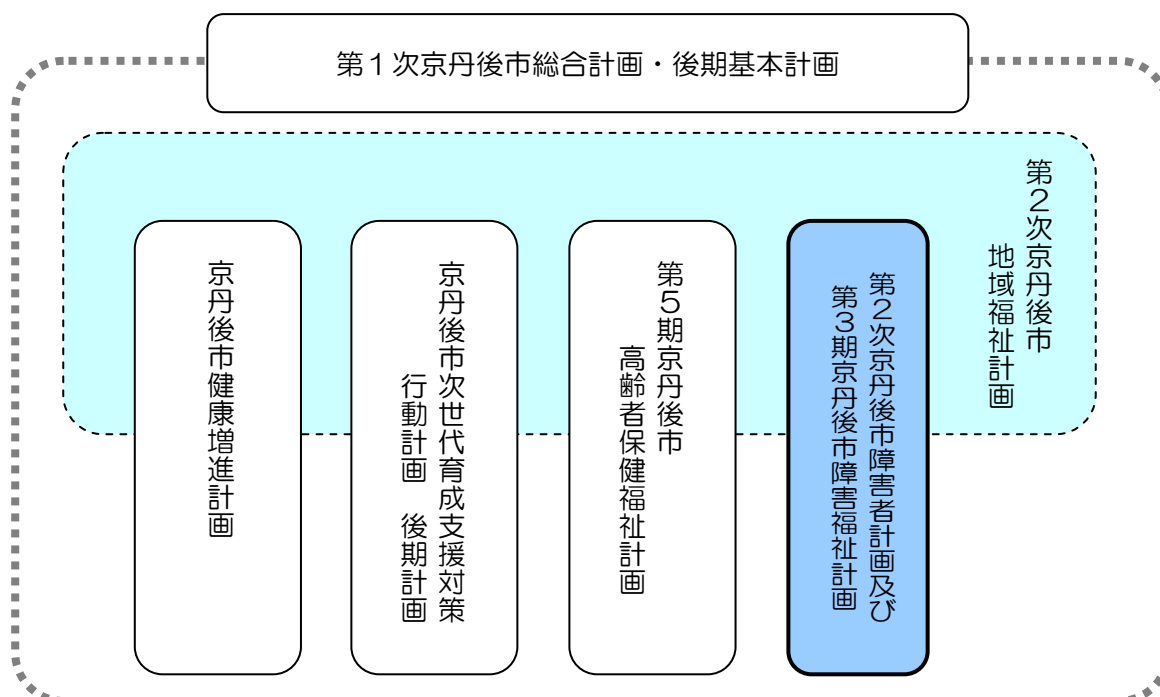 第１次京丹後市総合計画・後期基本計画
第２次京丹後市
地域福祉計画
第２次京丹後市障害者計画及び
第３期京丹後市障害福祉計画
第５期京丹後市
高齢者保健福祉計画
京丹後市次世代育成支援対策
行動計画　後期計画
京丹後市健康増進計画